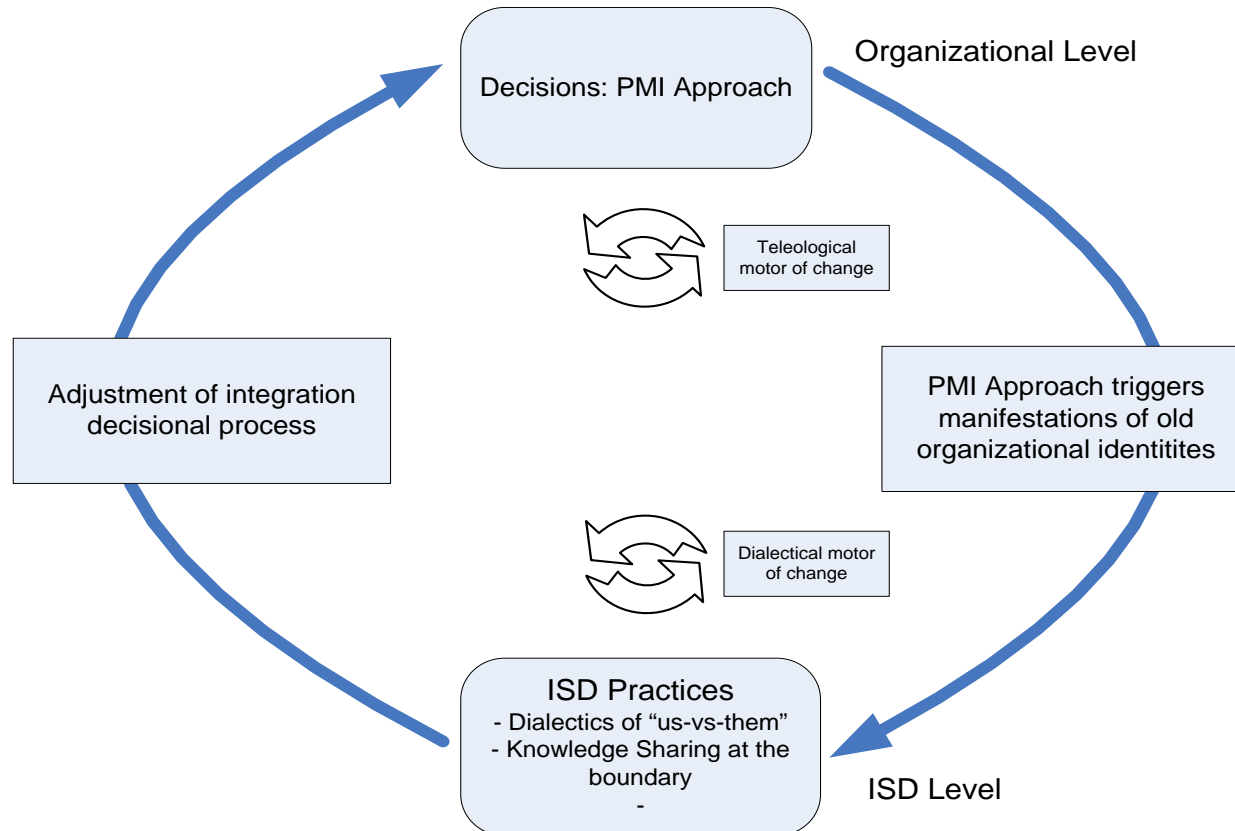 Organizational Level
Decisions: PMI Approach
Teleological
motor of change
Adjustment of integration
decisional process
PMI Approach triggers
manifestations of old
organizational identitites
Dialectical motor
of change
ISD Practices
- Dialectics of “us-vs-them”
- Knowledge Sharing at the
boundary
-
ISD Level